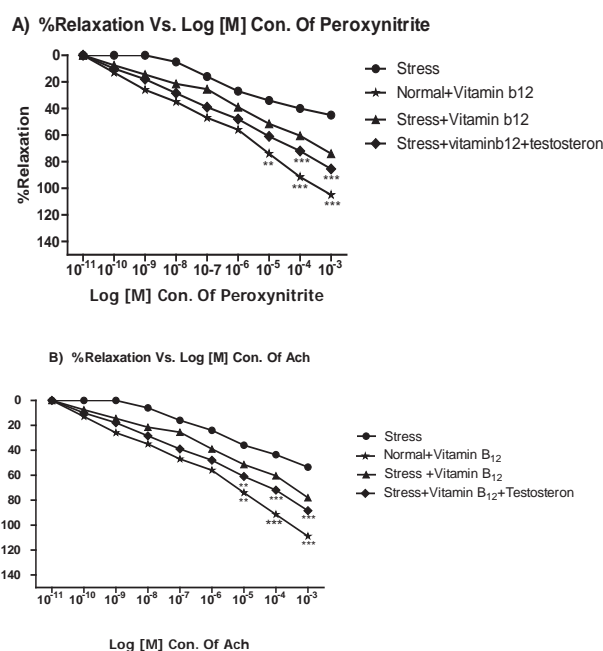 A) %Relaxation Vs. Log [M] Con. Of Peroxynitrite
0
20
40
60
80
100
120
140
%Relaxation
** ***
***
***
***
10-11 10-10 10-9 10-8 10-7 10-6 10-5 10-4 10-3
Log [M] Con. Of Peroxynitrite
Stress
Normal+Vitamin b12
Stress+Vitamin b12
Stress+vitaminb12+testosteron
B) %Relaxation Vs. Log [M] Con. Of Ach
0
20
40
60
80
100
120
140
**
** ***
***
***
***
10-11 10-10 10-9 10-8 10-7 10-6 10-5 10-4 10-3
Log [M] Con. Of Ach
Stress
Normal+Vitamin B12
Stress +Vitamin B12
Stress+Vitamin B12+Testosteron